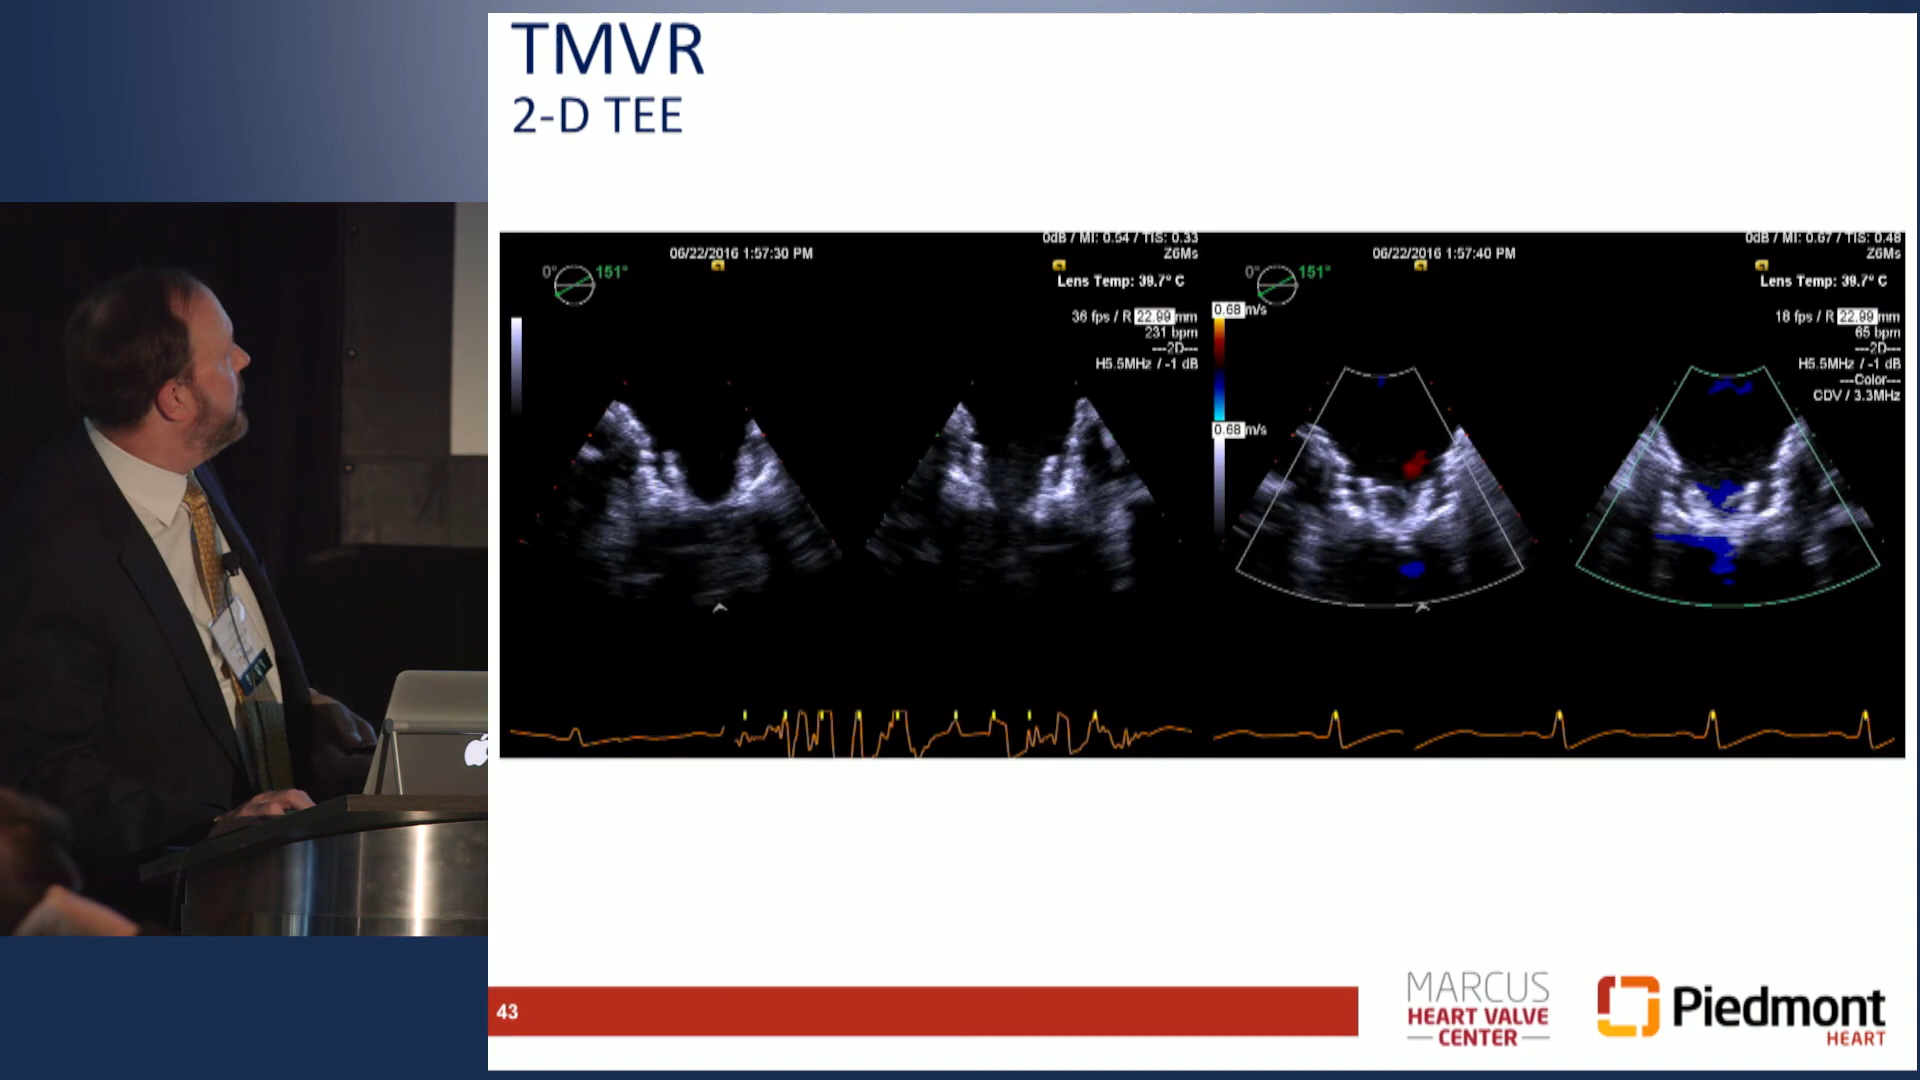 TMVR
2-D TEE
06/22/2016 1:57:30 PM
0dB / MI: 0.54 / TIS: 0.33
Z6Ms
0° 151°
Lens Temp: 39.7° C
36 fps / R 22.99 mm
231 bpm
---2D---
H5.5MHz / -1 dB
06/22/2016 1:57:40 PM
0dB / MI: 0.67 / TIS: 0.48
Z6Ms
0° 151°
Lens Temp: 39.7° C
0.68 m/s
0.68 m/s
18 fps / R 22.99 mm
65 bpm
---2D---
H5.5MHz / -1 dB
---Color---
CDV / 3.3MHz
43
MARCUS
HEART VALVE
CENTER
Piedmont
HEART